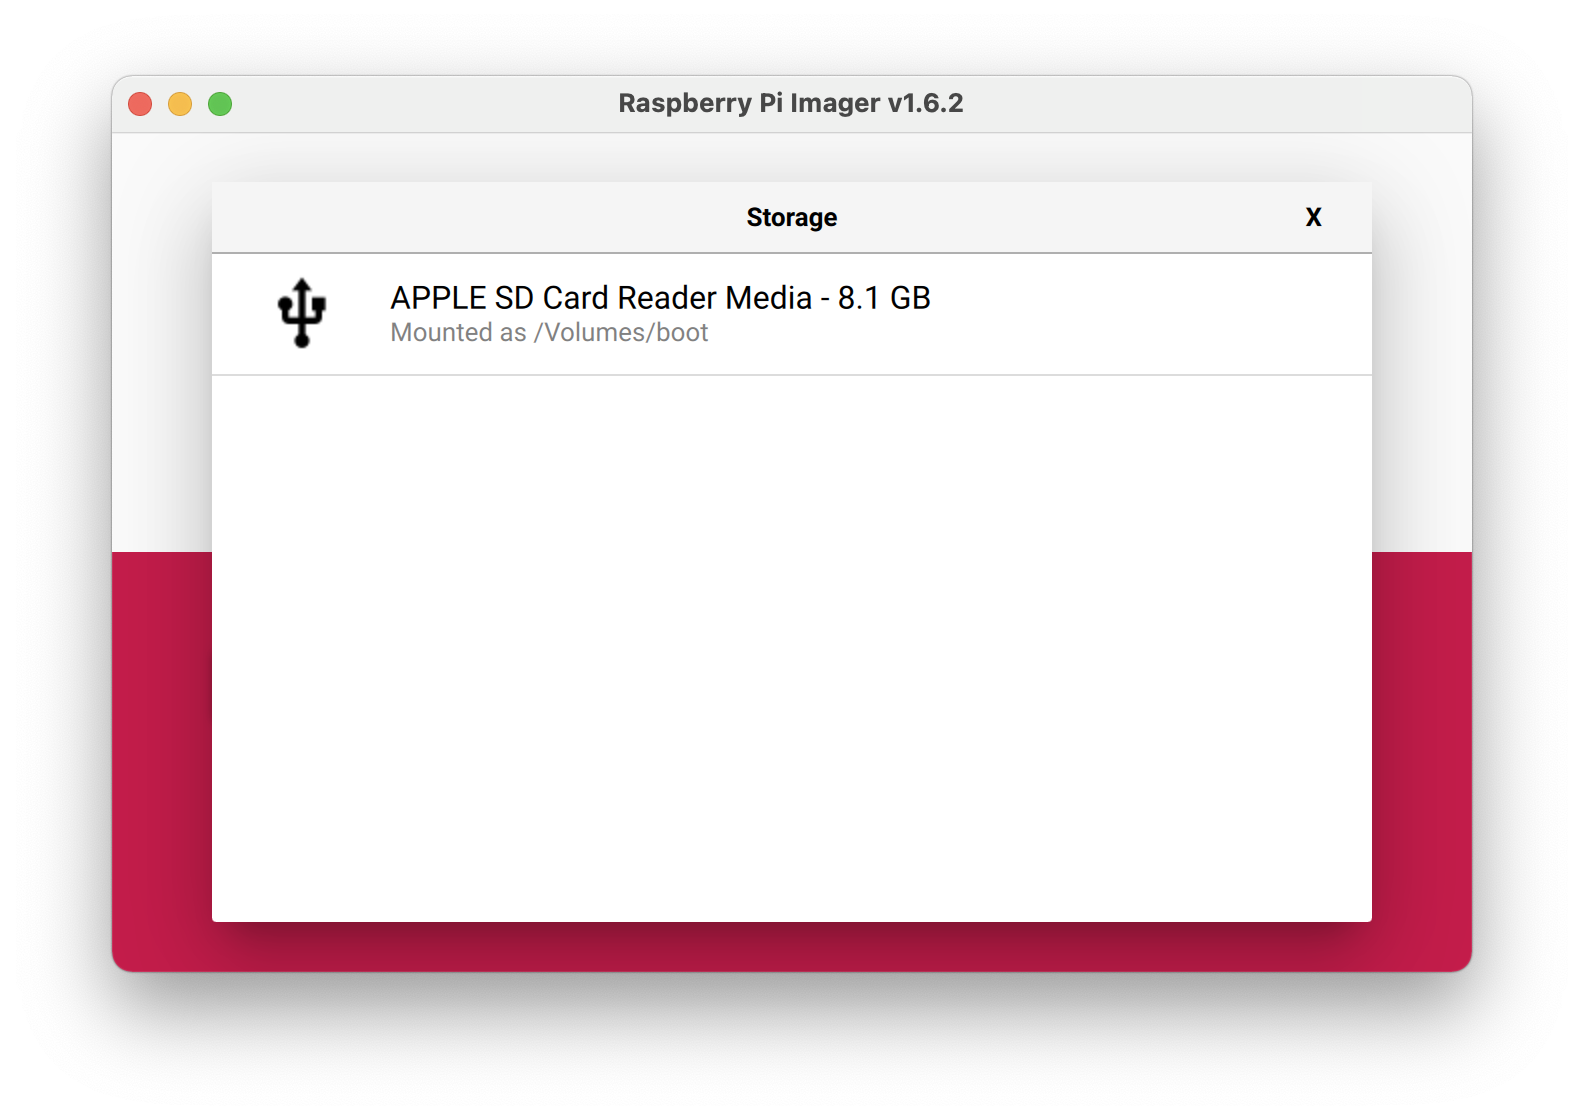 Raspberry Pi Imager v1.6.2
Storage
X
APPLE SD Card Reader Media - 8.1 GB
Mounted as /Volumes/boot